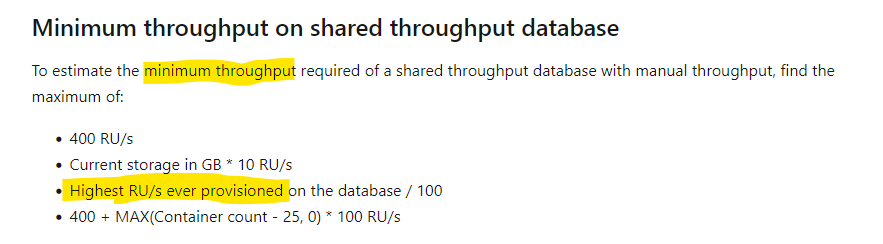 Minimum throughput on shared throughput database
To estimate the minimum throughput required of a shared throughput database with manual throughput, find the
maximum of:
• 400 RU/s
• Current storage in GB * 10 RU/s
• Highest RU/s ever provisioned on the database / 100
• 400 + MAX(Container count - 25, 0) * 100 RU/s